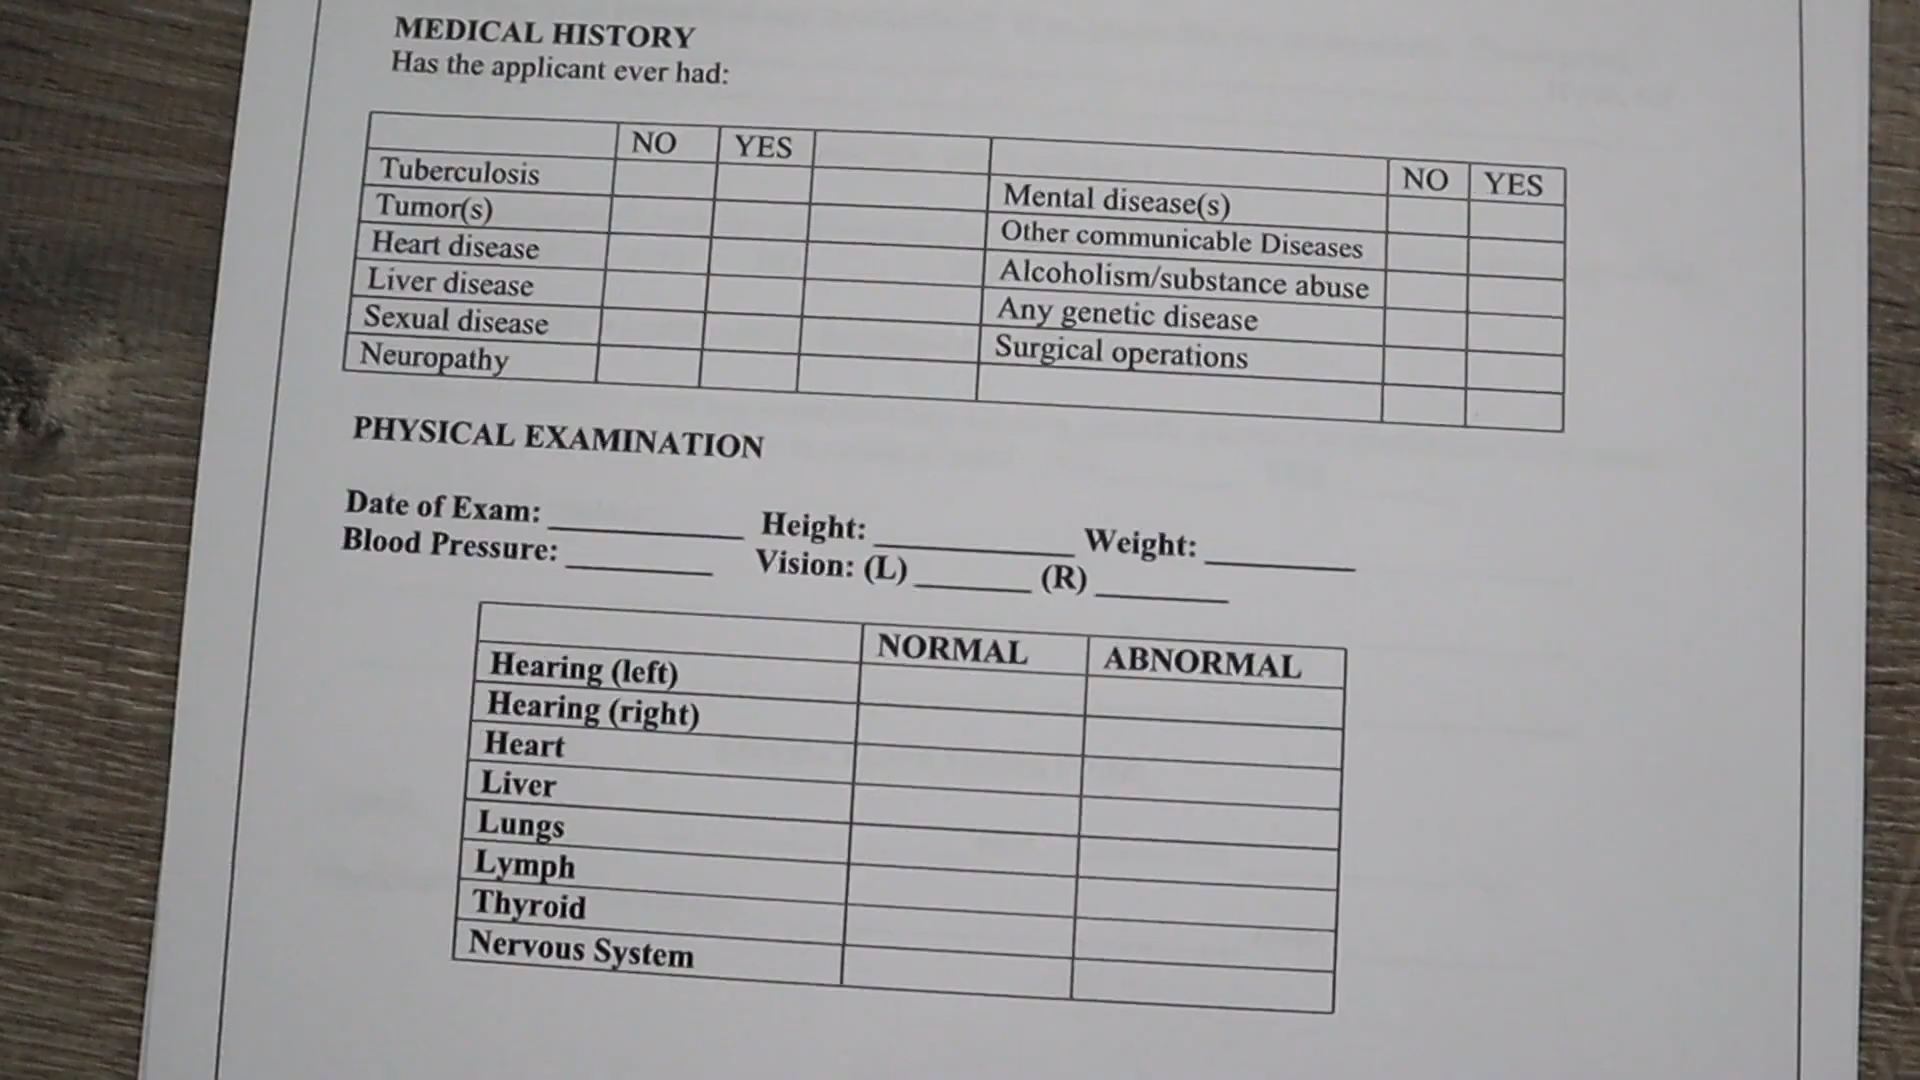 MEDICAL HISTORY
Has the applicant ever had:
NO YES NO YES
Tuberculosis Mental disease(s)
Tumor(s) Other communicable Diseases
Heart disease Alcoholism/substance abuse
Liver disease Any genetic disease
Sexual disease Surgical operations
Neuropathy
PHYSICAL EXAMINATION
Date of Exam: Height: Weight:
Blood Pressure: Vision: (L) (R)
NORMAL ABNORMAL
Hearing (left)
Hearing (right)
Heart
Liver
Lungs
Lymph
Thyroid
Nervous System